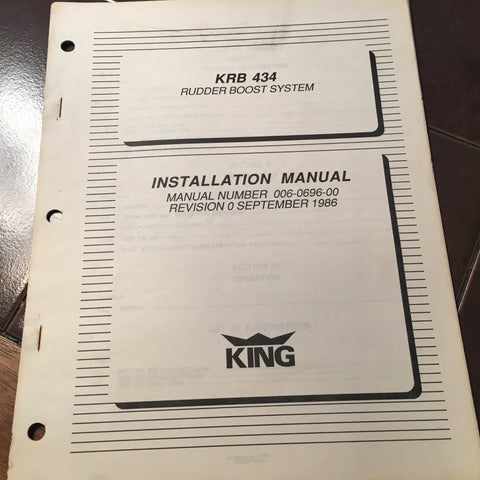 KRB 434
RUDDER BOOST SYSTEM
INSTALLATION MANUAL
MANUAL NUMBER 006-0696-00
REVISION 0 SEPTEMBER 1986
KING